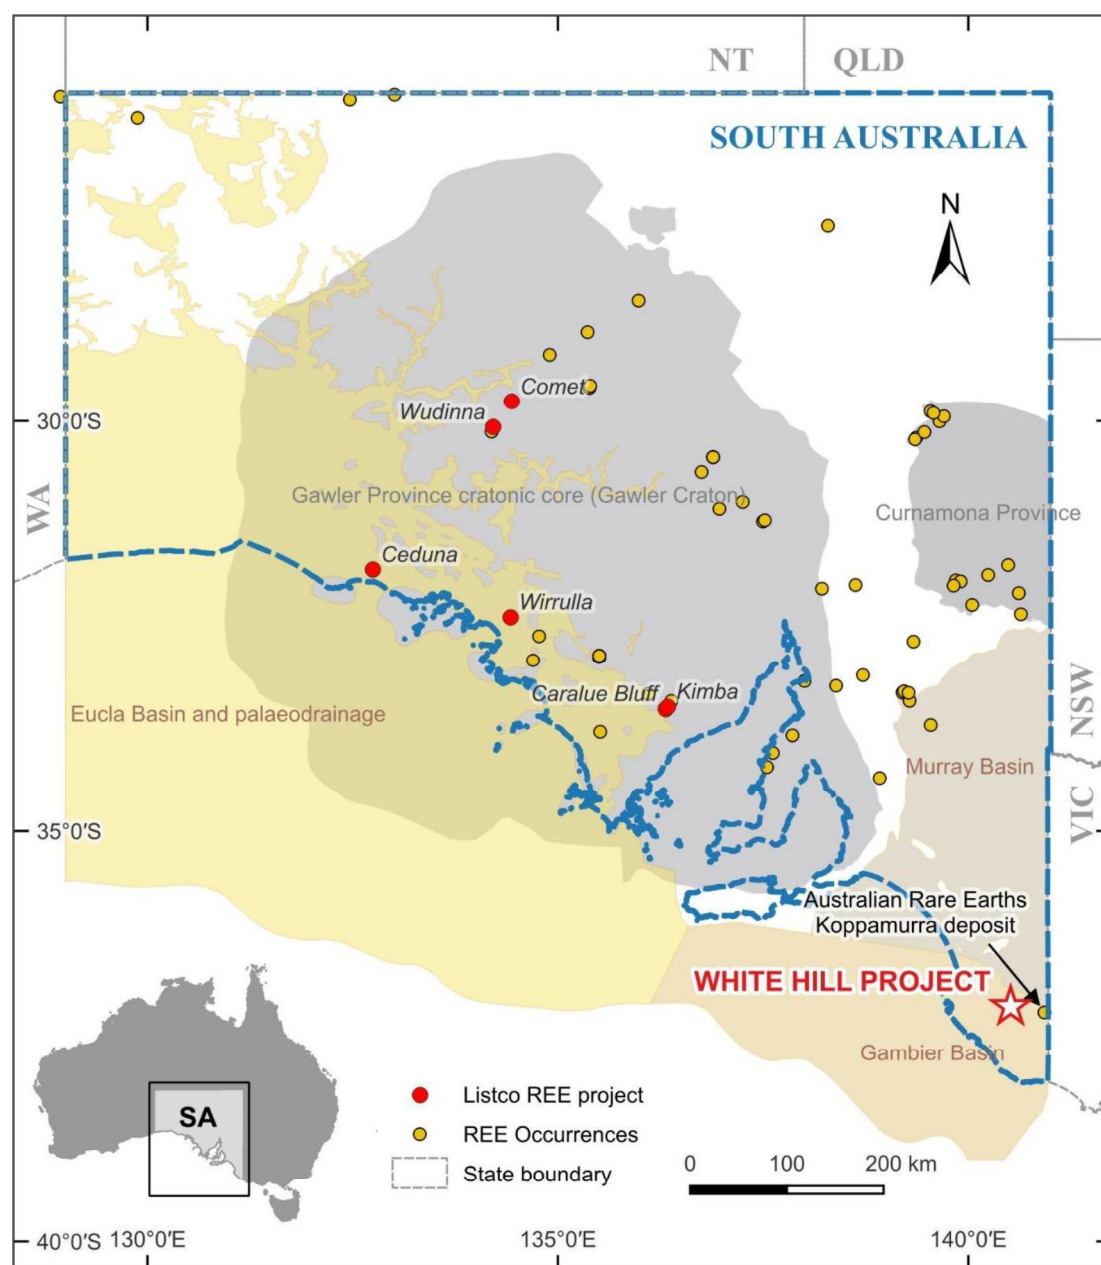 NT
QLD
SOUTH AUSTRALIA
N
Comet
Wudinna
30°0'S
Gawler Province cratonic core (Gawler Craton)
WA
Curnamona Province
Ceduna
Wirrulla
Caralue Bluff
Kimba
Eucla Basin and palaeodrainage
NSW
Murray Basin
VIC
35°0'S
Australian Rare Earths
Koppamurra deposit
WHITE HILL PROJECT
Gambier Basin
SA
Listco REE project
REE Occurrences
State boundary
0 100 200 km
40°0'S
130°0'E
135°0'E
140°0'E